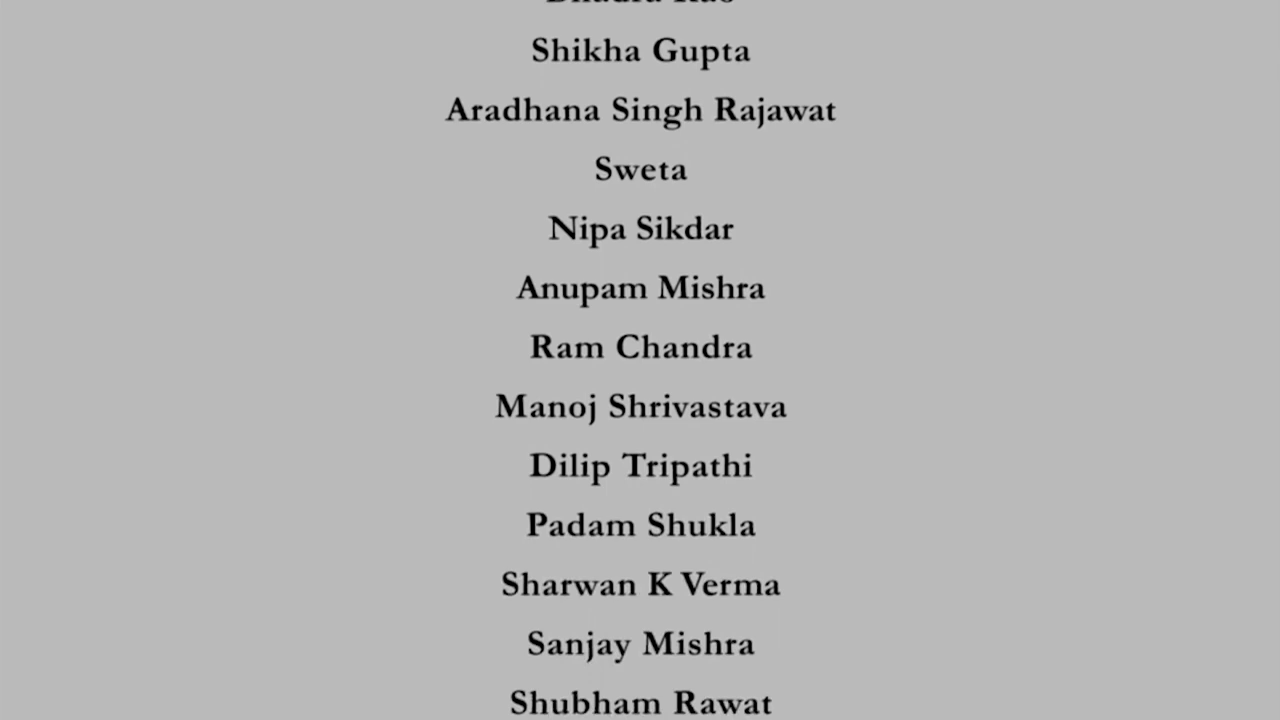 Shikha Gupta
Aradhana Singh Rajawat
Sweta
Nipa Sikdar
Anupam Mishra
Ram Chandra
Manoj Shrivastava
Dilip Tripathi
Padam Shukla
Sharwan K Verma
Sanjay Mishra
Shubham Rawat